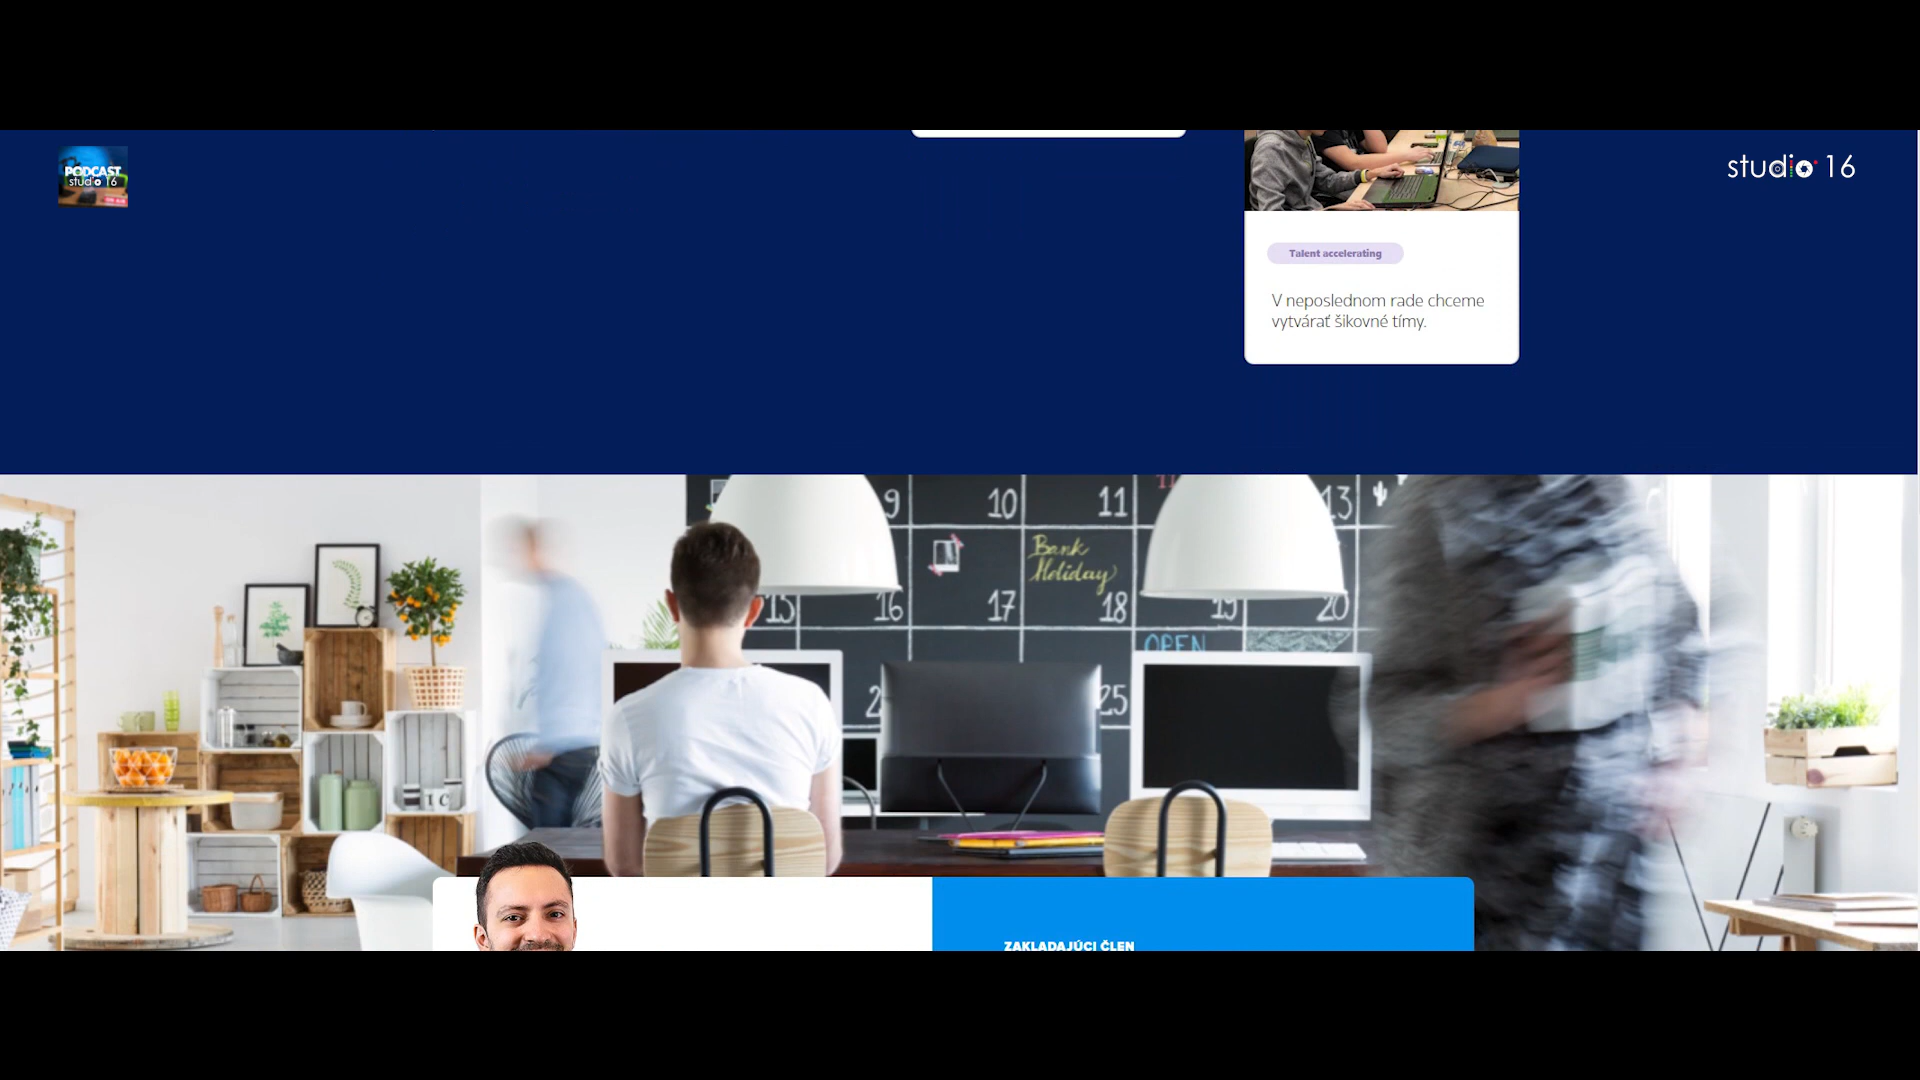 PODCAST
studio 16
studio 16
Talent accelerating
V neposlednom rade chceme
vytvárať šikovné tímy.
9
10
11
13
Bank
Holiday
15
16
17
18
19
20
OPEN
25
ZAKLADAJÚCI ČLEN